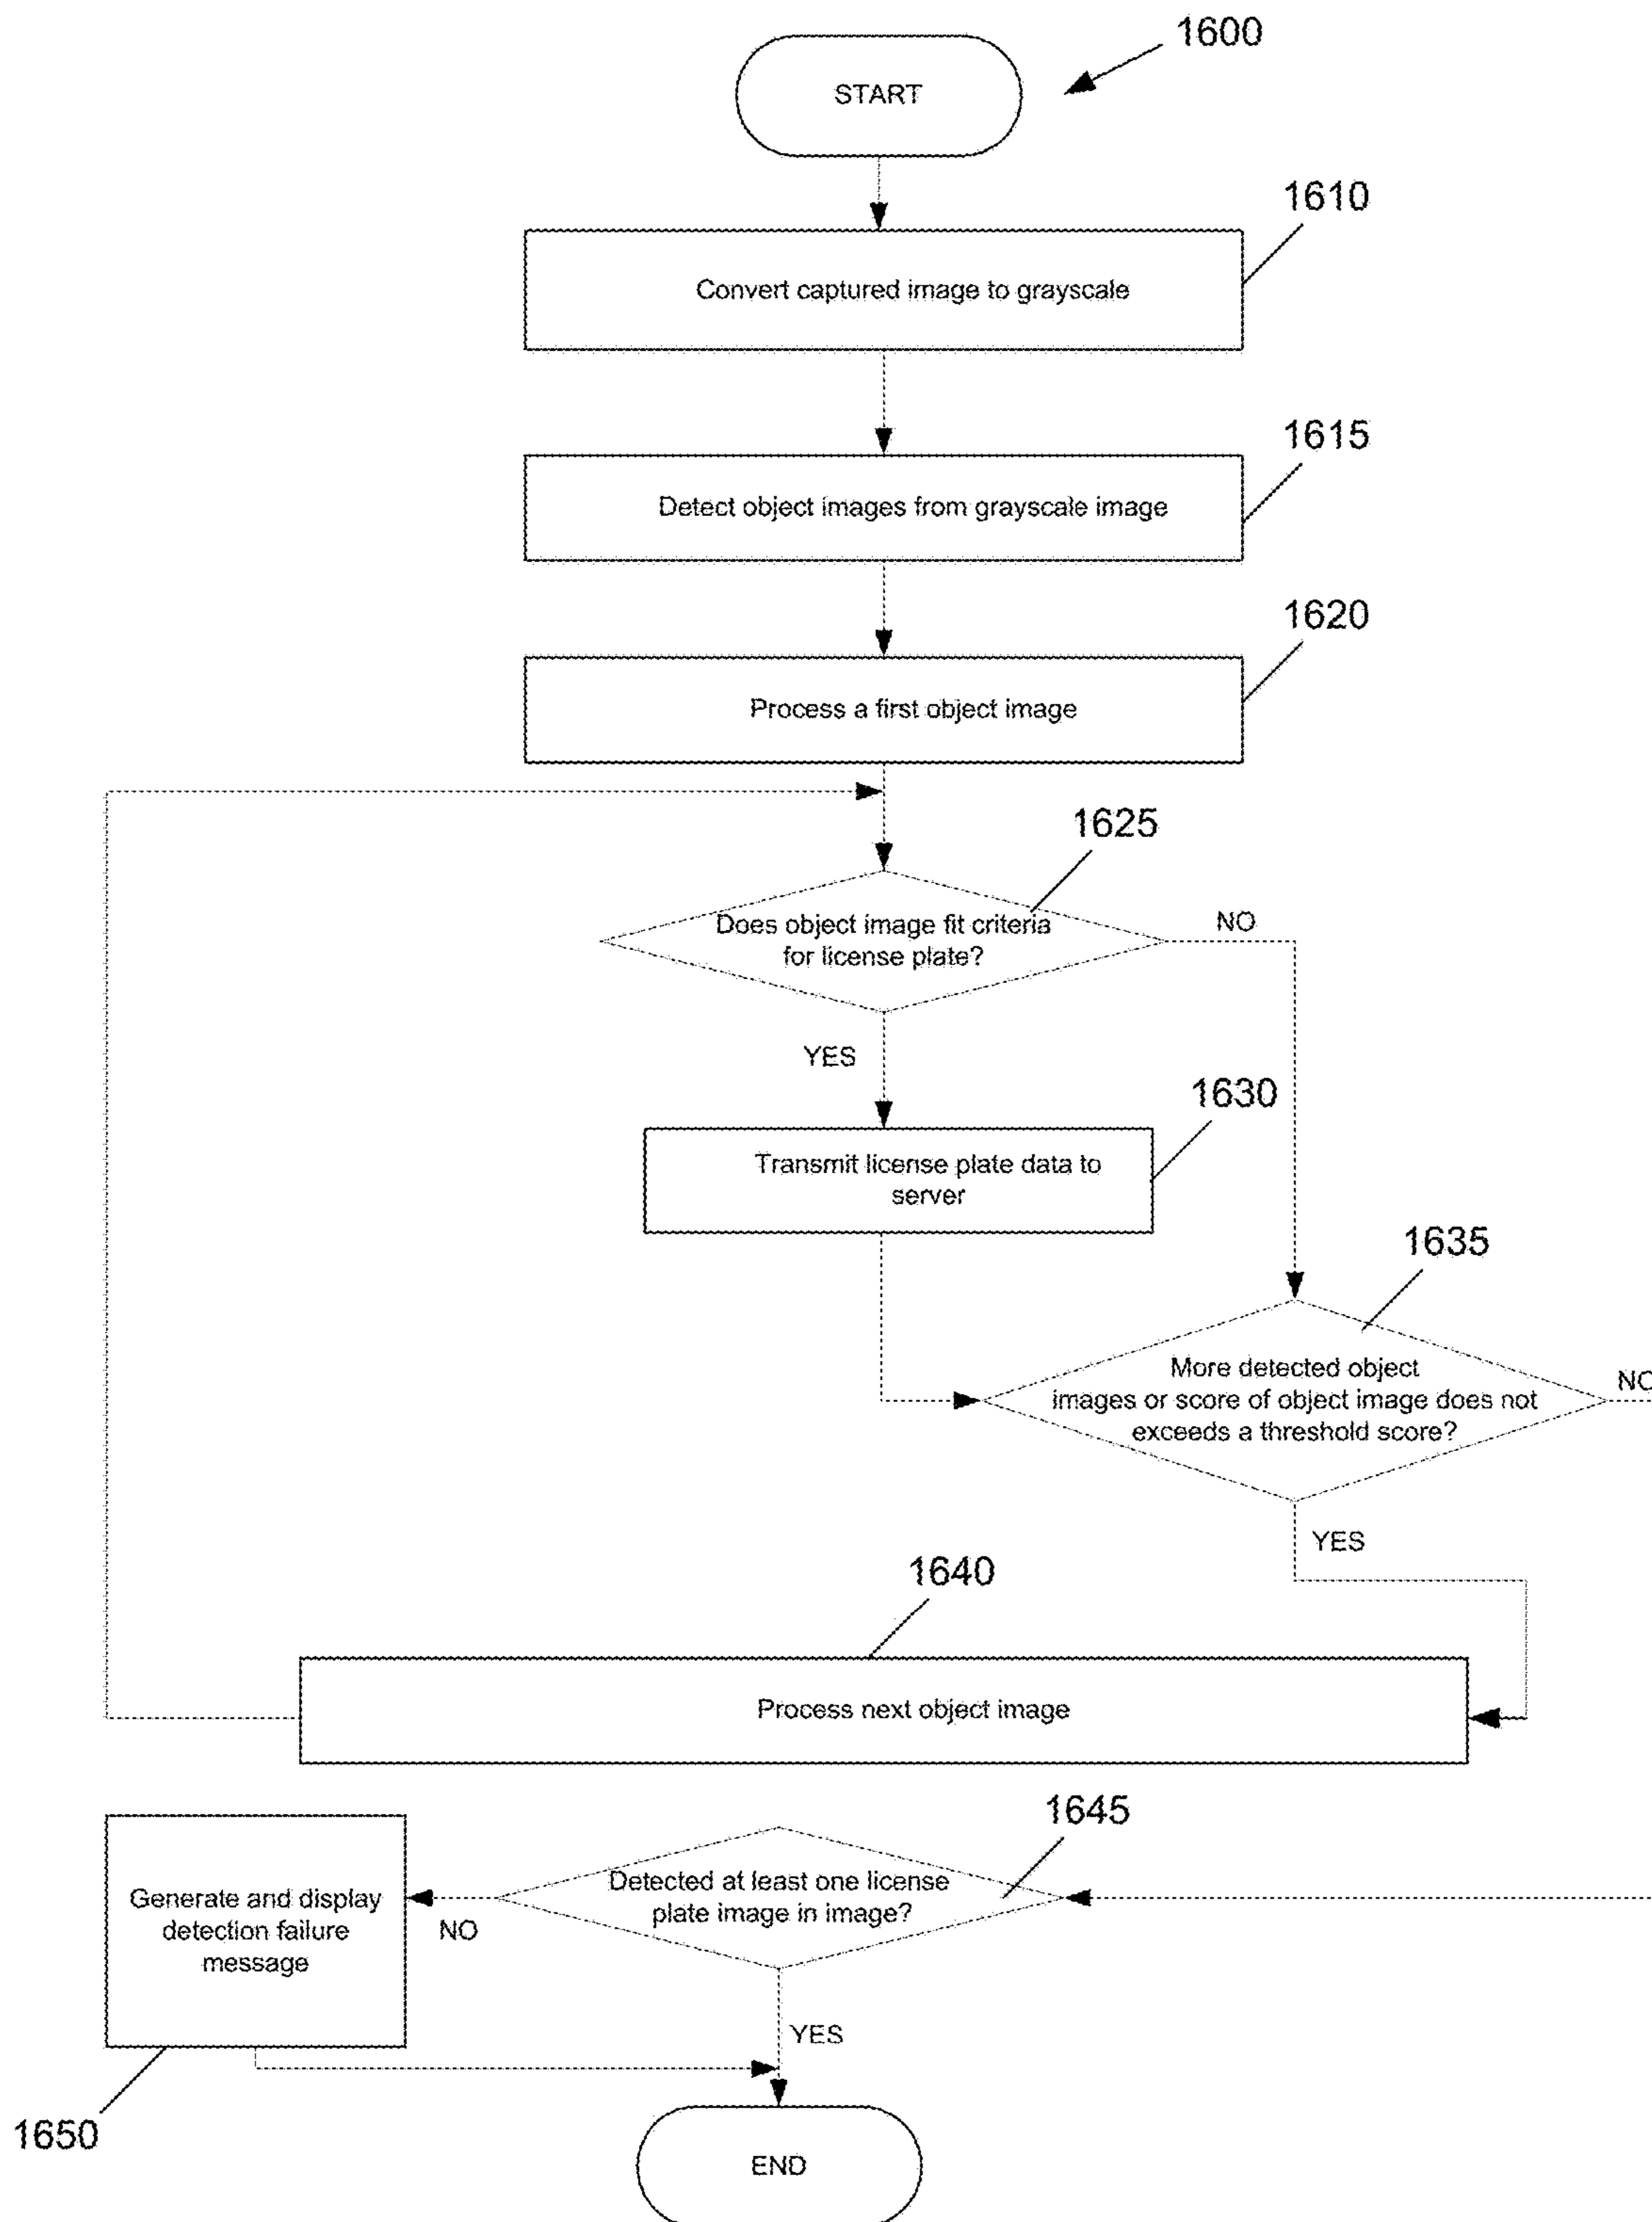 1600
START
1610
Convert captured image to grayscale
1615
Detect object images from grayscale image
1620
Process a first object image
1625
Does object image fit criteria
for license plate?
NO
YES
1630
Transmit license plate data to
server
1635
More detected object
images or score of object image does not
exceeds a threshold score?
NO
YES
1640
Process next object image
1645
Detected at least one license
plate image in image?
Generate and display
detection failure
message
NO
YES
1650
END